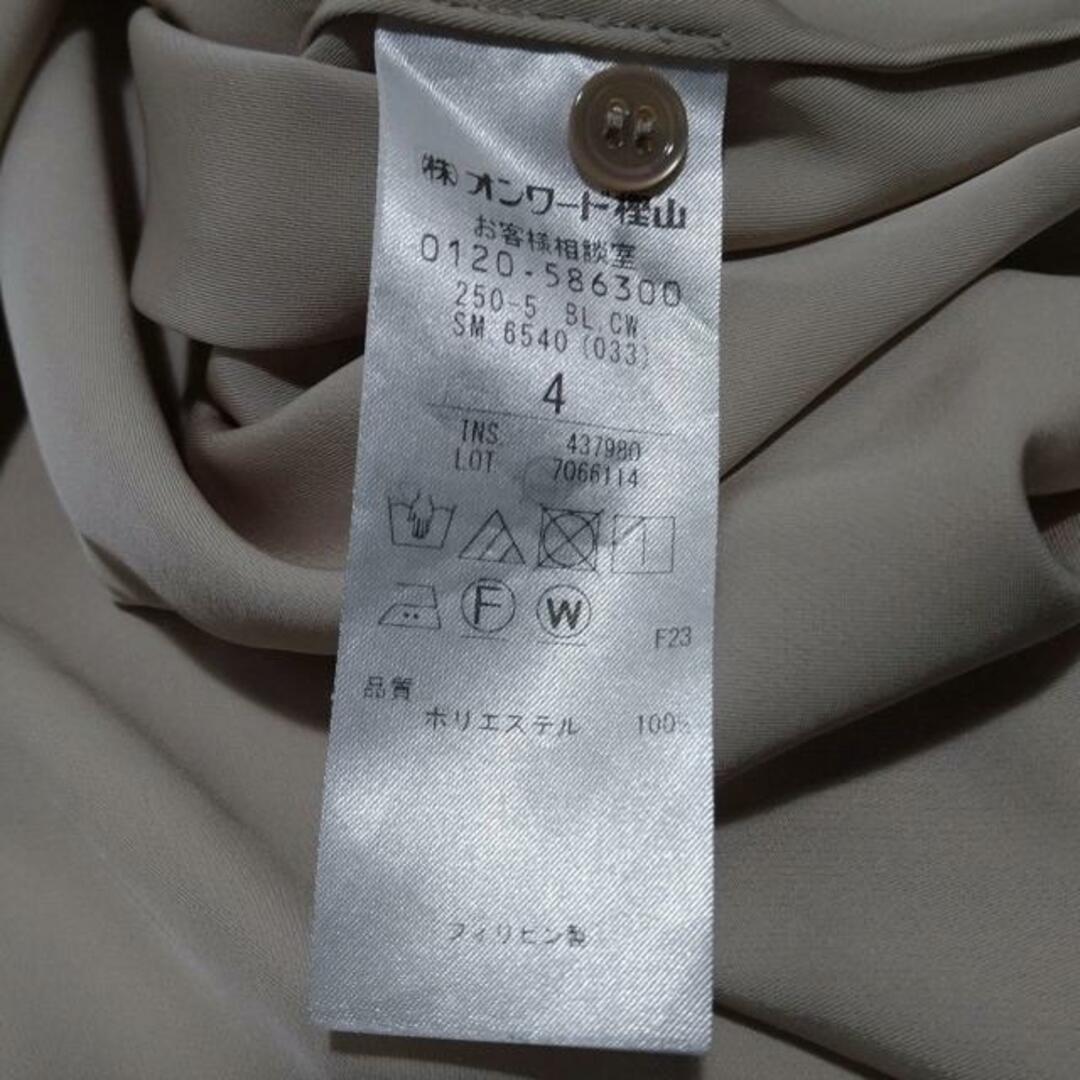 (株)オンワード樫山
お客様相談室
0120-586300
250-5 BL.CW
SM.6540(033)
4
INS 437980
LOT 7066114
F W
F23
品質
ポリエステル 100%
フィリピン製